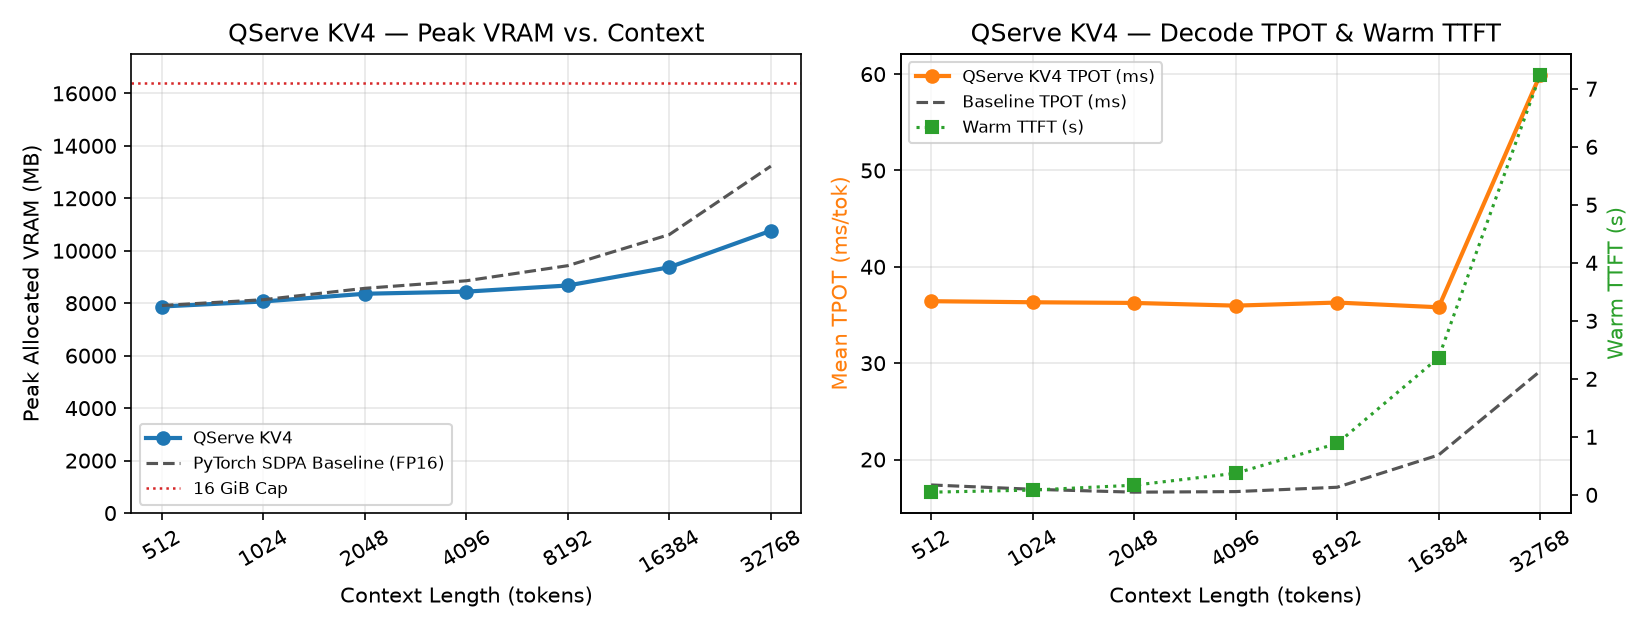 QServe KV4 — Peak VRAM vs. Context
Peak Allocated VRAM (MB)
16000
14000
12000
10000
8000
6000
4000
2000
0
QServe KV4
PyTorch SDPA Baseline (FP16)
16 GiB Cap
512
1024
2048
4096
8192
16384
32768
Context Length (tokens)
QServe KV4 — Decode TPOT & Warm TTFT
Mean TPOT (ms/tok)
60
50
40
30
20
QServe KV4 TPOT (ms)
Baseline TPOT (ms)
Warm TTFT (s)
7
6
5
4
3
2
1
0
Warm TTFT (s)
512
1024
2048
4096
8192
16384
32768
Context Length (tokens)